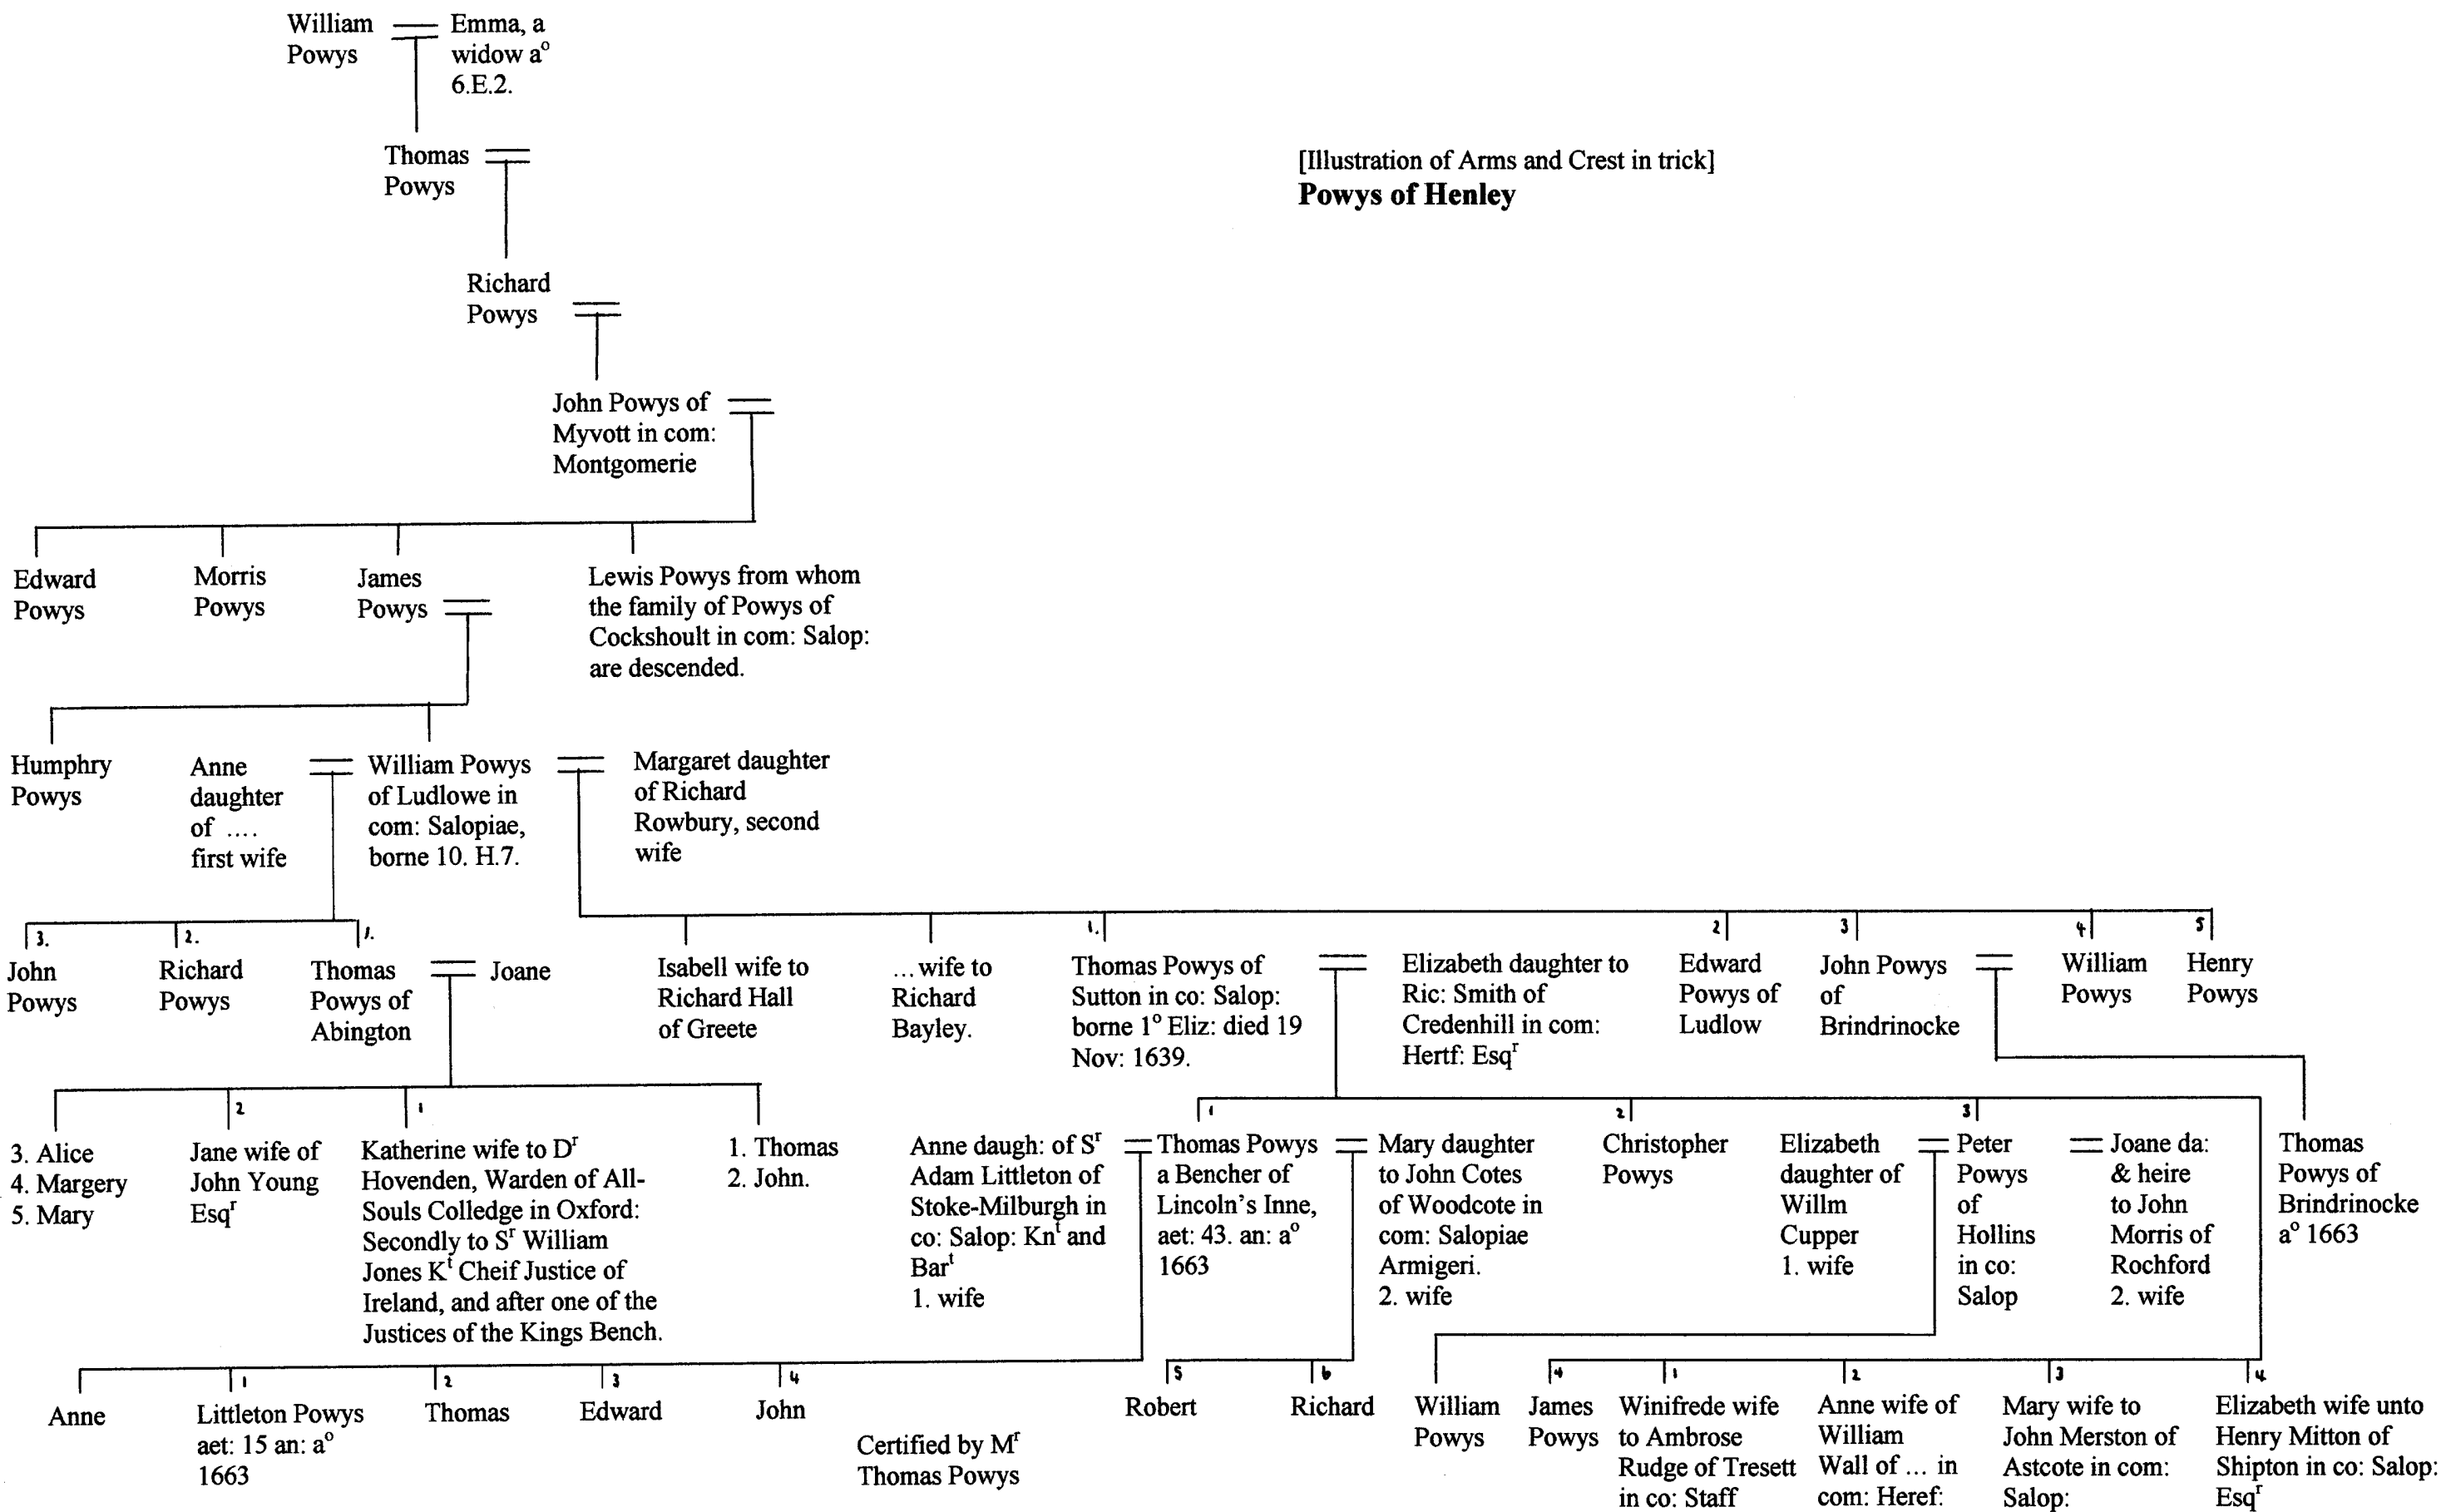 William
Powys
Emma, a
widow aº
6.E.2.
Thomas
Powys
[Illustration of Arms and Crest in trick]
Powys of Henley
Richard
Powys
John Powys of
Myvott in com:
Montgomerie
Edward
Powys
Morris
Powys
James
Powys
Lewis Powys from whom
the family of Powys of
Cockshoult in com: Salop:
are descended.
Humphry
Powys
Anne
daughter
of ....
first wife
William Powys
of Ludlowe in
com: Salopiae,
borne 10. H.7.
Margaret daughter
of Richard
Rowbury, second
wife
3.
John
Powys
2.
Richard
Powys
1.
Thomas
Powys of
Abington
Joane
Isabell wife to
Richard Hall
of Greete
... wife to
Richard
Bayley.
1.
Thomas Powys of
Sutton in co: Salop:
borne 1º Eliz: died 19
Nov: 1639.
Elizabeth daughter to
Ric: Smith of
Credenhill in com:
Hertf: Esqʳ
2
Edward
Powys of
Ludlow
3
John Powys
of
Brindrinocke
4
William
Powys
5
Henry
Powys
3. Alice
4. Margery
5. Mary
2
Jane wife of
John Young
Esqʳ
1
Katherine wife to Dʳ
Hovenden, Warden of All-
Souls Colledge in Oxford:
Secondly to Sʳ William
Jones Kᵗ Cheif Justice of
Ireland, and after one of the
Justices of the Kings Bench.
1. Thomas
2. John.
Anne daugh: of Sʳ
Adam Littleton of
Stoke-Milburgh in
co: Salop: Knᵗ and
Barᵗ
1. wife
1
Thomas Powys
a Bencher of
Lincoln's Inne,
aet: 43. an: aº
1663
Mary daughter
to John Cotes
of Woodcote in
com: Salopiae
Armigeri.
2. wife
2
Christopher
Powys
Elizabeth
daughter of
Willm
Cupper
1. wife
3
Peter
Powys
of
Hollins
in co:
Salop
Joane da:
& heire
to John
Morris of
Rochford
2. wife
Thomas
Powys of
Brindrinocke
aº 1663
Anne
1
Littleton Powys
aet: 15 an: aº
1663
2
Thomas
3
Edward
4
John
Certified by Mʳ
Thomas Powys
5
Robert
6
Richard
William
Powys
4
James
Powys
1
Winifrede wife
to Ambrose
Rudge of Tresett
in co: Staff
2
Anne wife of
William
Wall of ... in
com: Heref:
3
Mary wife to
John Merston of
Astcote in com:
Salop:
4
Elizabeth wife unto
Henry Mitton of
Shipton in co: Salop:
Esqʳ